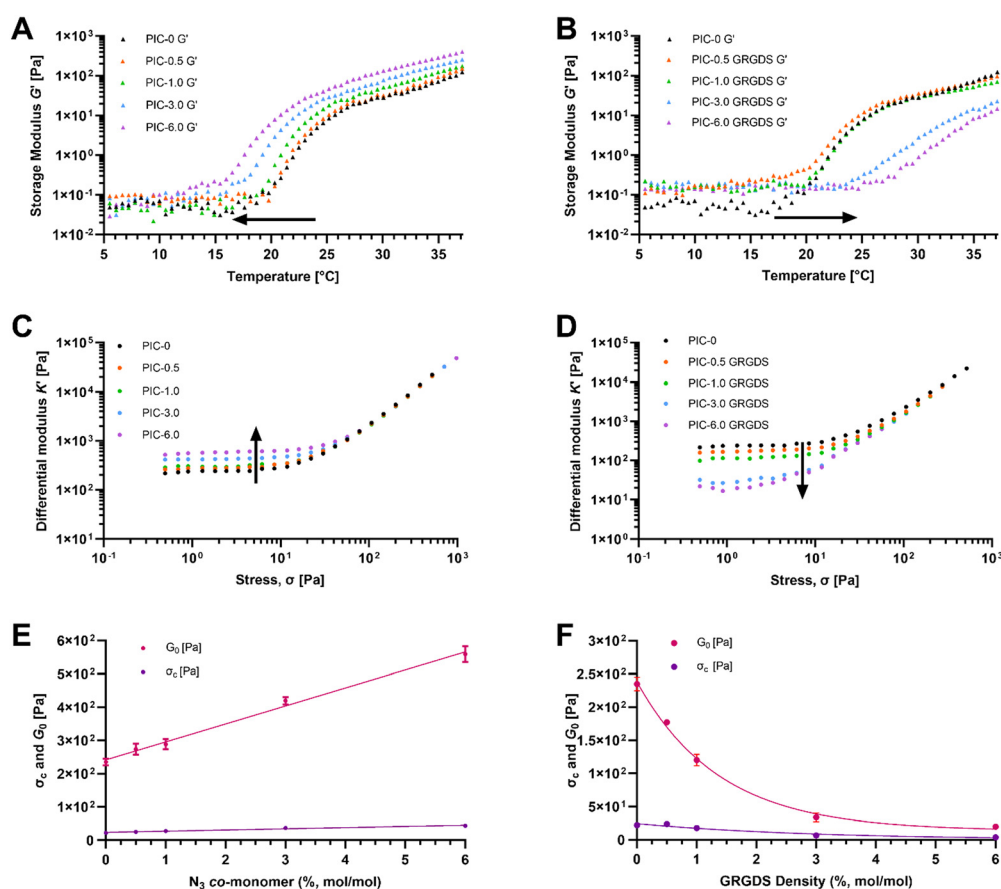 A
PIC-0 G'
PIC-0.5 G'
PIC-1.0 G'
PIC-3.0 G'
PIC-6.0 G'
Storage Modulus G' [Pa]
1×10³
1×10²
1×10¹
1×10⁰
1×10⁻¹
1×10⁻²
5 10 15 20 25 30 35
Temperature [°C]
B
PIC-0 G'
PIC-0.5 GRGDS G'
PIC-1.0 GRGDS G'
PIC-3.0 GRGDS G'
PIC-6.0 GRGDS G'
Storage Modulus G' [Pa]
1×10³
1×10²
1×10¹
1×10⁰
1×10⁻¹
1×10⁻²
5 10 15 20 25 30 35
Temperature [°C]
C
PIC-0
PIC-0.5
PIC-1.0
PIC-3.0
PIC-6.0
Differential modulus K' [Pa]
1×10⁵
1×10⁴
1×10³
1×10²
1×10¹
10⁻¹ 10⁰ 10¹ 10² 10³
Stress, σ [Pa]
D
PIC-0
PIC-0.5 GRGDS
PIC-1.0 GRGDS
PIC-3.0 GRGDS
PIC-6.0 GRGDS
Differential modulus K' [Pa]
1×10⁵
1×10⁴
1×10³
1×10²
1×10¹
1×10⁰
10⁻¹ 10⁰ 10¹ 10² 10³
Stress, σ [Pa]
E
G₀ [Pa]
σc [Pa]
σc and G₀ [Pa]
6×10²
5×10²
4×10²
3×10²
2×10²
1×10²
0
0 1 2 3 4 5 6
N₃ co-monomer (%, mol/mol)
F
G₀ [Pa]
σc [Pa]
σc and G₀ [Pa]
3×10²
2×10²
2×10²
1×10²
5×10¹
0
0 1 2 3 4 5 6
GRGDS Density (%, mol/mol)